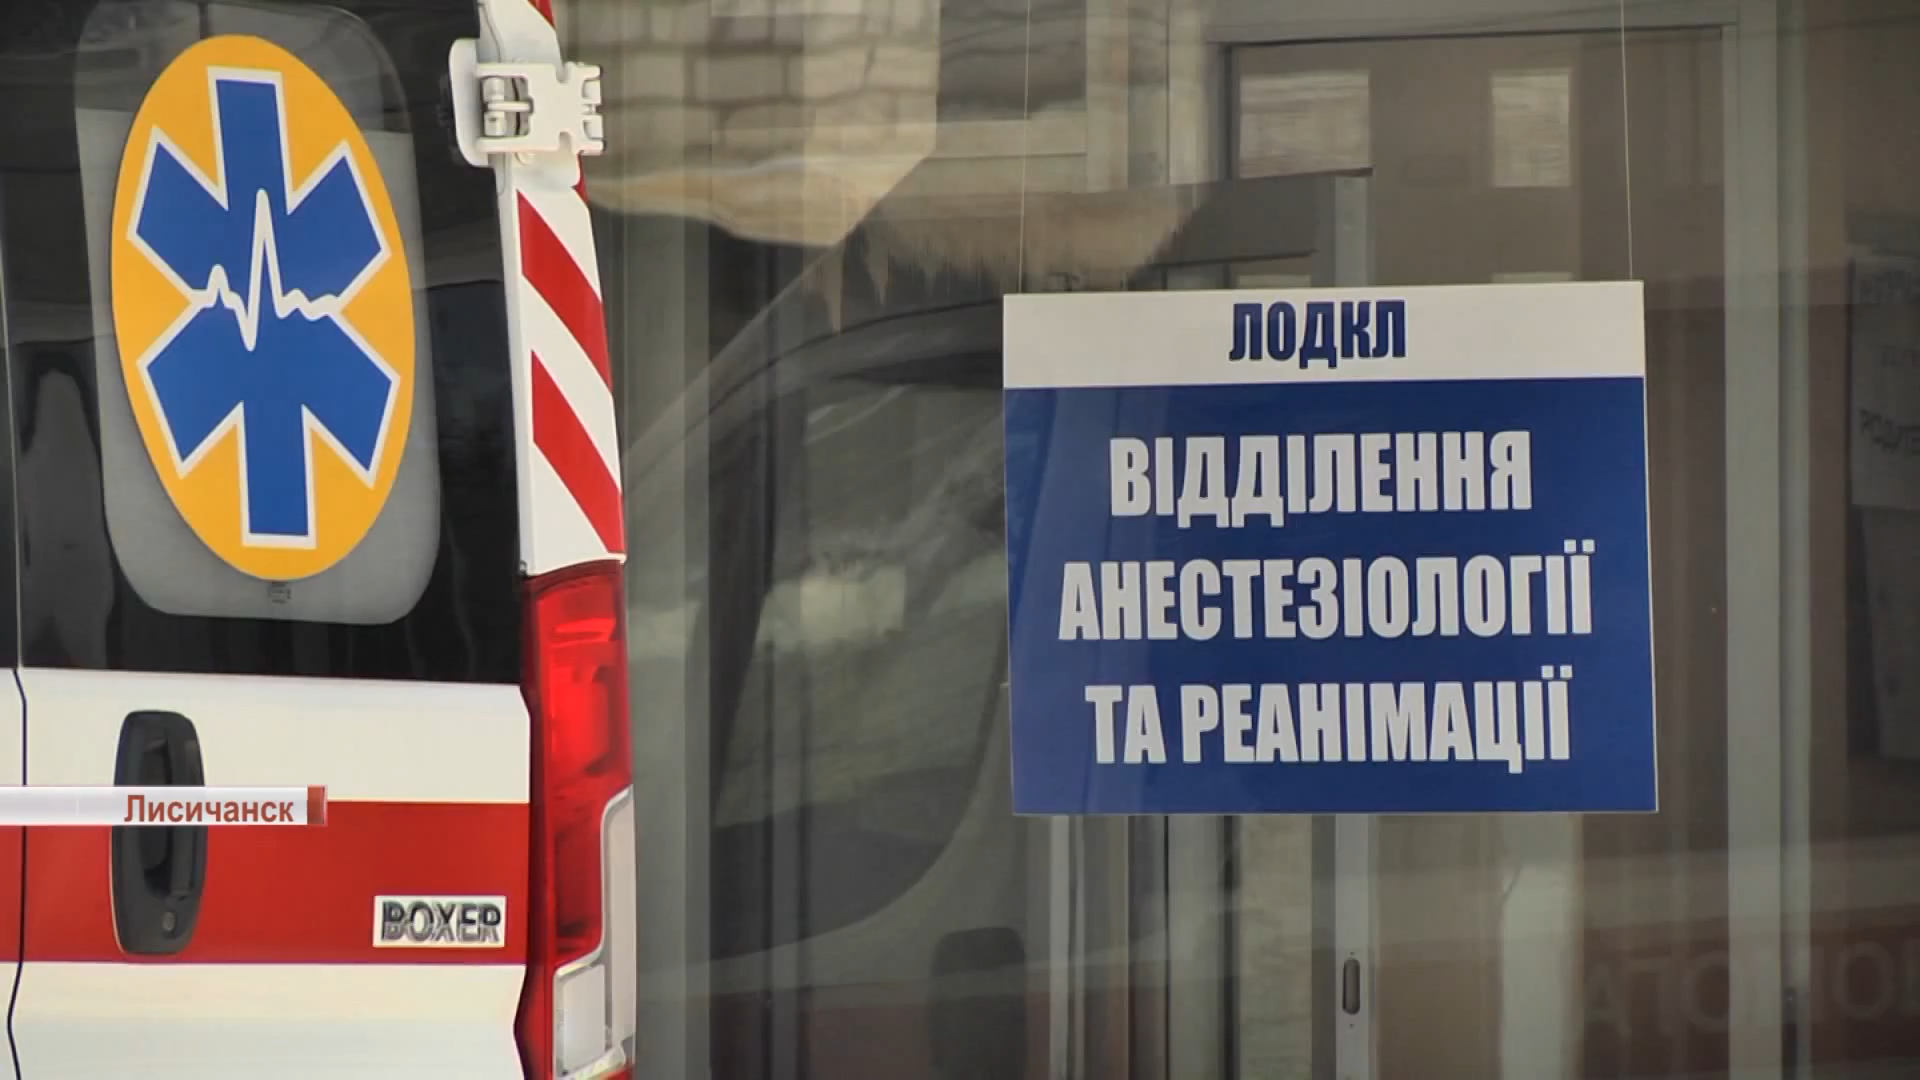 ЛОДКЛ
ВІДДІЛЕННЯ
АНЕСТЕЗІОЛОГІЇ
ТА РЕАНІМАЦІЇ
Лисичанск
BOXER